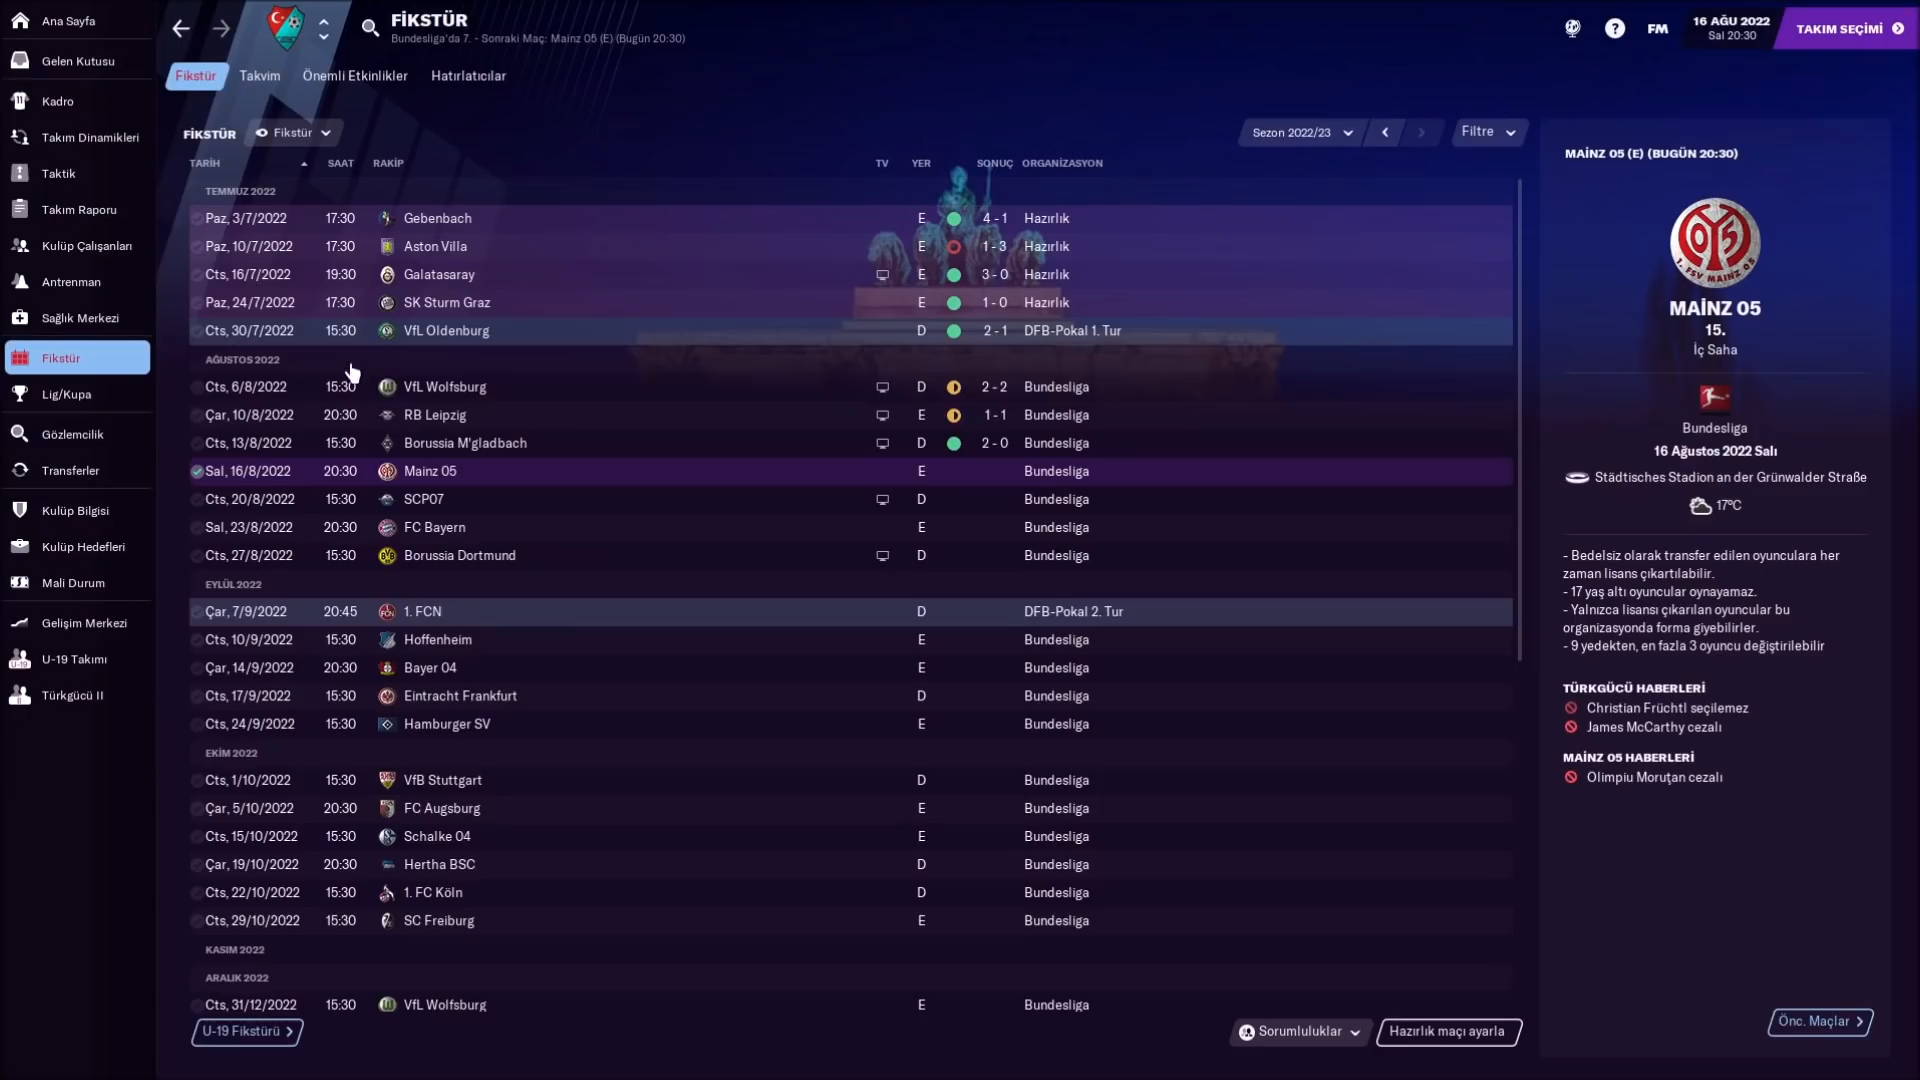 Ana Sayfa
Gelen Kutusu
Kadro
Takım Dinamikleri
Taktik
Takım Raporu
Kulüp Çalışanları
Antrenman
Sağlık Merkezi
Fikstür
Lig/Kupa
Gözlemcilik
Transferler
Kulüp Bilgisi
Kulüp Hedefleri
Mali Durum
Gelişim Merkezi
U-19 Takımı
Türkgücü II
FİKSTÜR
Bundesliga'da 7. - Sonraki Maç: Mainz 05 (E) (Bugün 20:30)
FM
16 AĞU 2022
Sal 20:30
TAKIM SEÇİMİ
Fikstür Takvim Önemli Etkinlikler Hatırlatıcılar
FİKSTÜR Fikstür Sezon 2022/23 Filtre
TARİH SAAT RAKİP TV YER SONUÇ ORGANİZASYON
TEMMUZ 2022
Paz, 3/7/2022 17:30 Gebenbach E 4 - 1 Hazırlık
Paz, 10/7/2022 17:30 Aston Villa E 1 - 3 Hazırlık
Cts, 16/7/2022 19:30 Galatasaray E 3 - 0 Hazırlık
Paz, 24/7/2022 17:30 SK Sturm Graz E 1 - 0 Hazırlık
Cts, 30/7/2022 15:30 VfL Oldenburg D 2 - 1 DFB-Pokal 1. Tur
AĞUSTOS 2022
Cts, 6/8/2022 15:30 VfL Wolfsburg D 2 - 2 Bundesliga
Çar, 10/8/2022 20:30 RB Leipzig E 1 - 1 Bundesliga
Cts, 13/8/2022 15:30 Borussia M'gladbach D 2 - 0 Bundesliga
Sal, 16/8/2022 20:30 Mainz 05 E Bundesliga
Cts, 20/8/2022 15:30 SCP07 D Bundesliga
Sal, 23/8/2022 20:30 FC Bayern E Bundesliga
Cts, 27/8/2022 15:30 Borussia Dortmund D Bundesliga
EYLÜL 2022
Çar, 7/9/2022 20:45 1. FCN D DFB-Pokal 2. Tur
Cts, 10/9/2022 15:30 Hoffenheim E Bundesliga
Çar, 14/9/2022 20:30 Bayer 04 E Bundesliga
Cts, 17/9/2022 15:30 Eintracht Frankfurt D Bundesliga
Cts, 24/9/2022 15:30 Hamburger SV E Bundesliga
EKİM 2022
Cts, 1/10/2022 15:30 VfB Stuttgart D Bundesliga
Çar, 5/10/2022 20:30 FC Augsburg E Bundesliga
Cts, 15/10/2022 15:30 Schalke 04 E Bundesliga
Çar, 19/10/2022 20:30 Hertha BSC D Bundesliga
Cts, 22/10/2022 15:30 1. FC Köln D Bundesliga
Cts, 29/10/2022 15:30 SC Freiburg E Bundesliga
KASIM 2022
ARALIK 2022
Cts, 31/12/2022 15:30 VfL Wolfsburg E Bundesliga
U-19 Fikstürü
Sorumluluklar
Hazırlık maçı ayarla
MAİNZ 05 (E) (BUGÜN 20:30)
1. FSV MAINZ 05
MAİNZ 05
15.
İç Saha
Bundesliga
16 Ağustos 2022 Salı
Städtisches Stadion an der Grünwalder Straße
17°C
- Bedelsiz olarak transfer edilen oyunculara her
zaman lisans çıkartılabilir.
- 17 yaş altı oyuncular oynayamaz.
- Yalnızca lisansı çıkarılan oyuncular bu
organizasyonda forma giyebilirler.
- 9 yedekten, en fazla 3 oyuncu değiştirilebilir
TÜRKGÜCÜ HABERLERİ
Christian Früchtl seçilemez
James McCarthy cezalı
MAİNZ 05 HABERLERİ
Olimpiu Moruțan cezalı
Önc. Maçlar